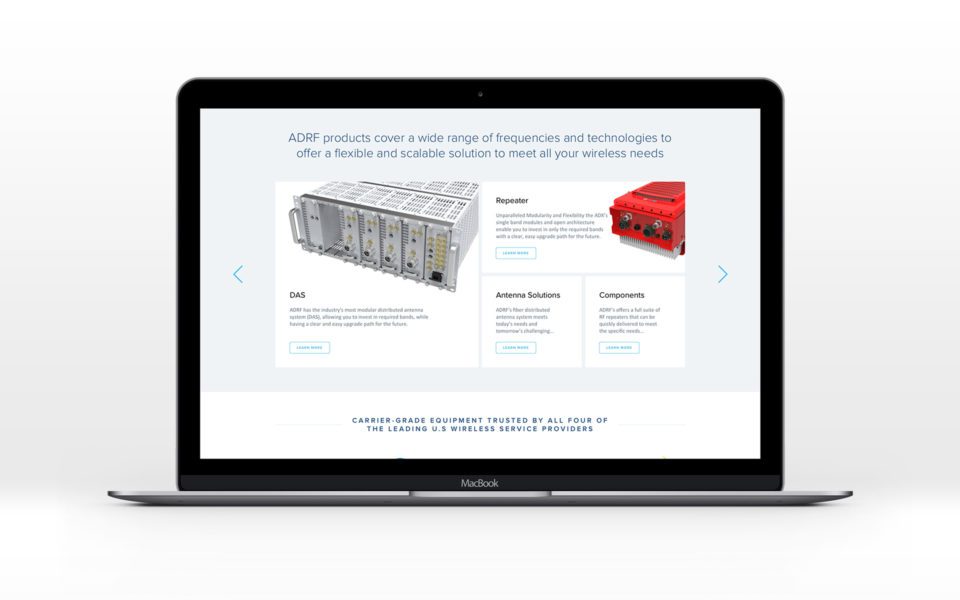 ADRF products cover a wide range of frequencies and technologies to
offer a flexible and scalable solution to meet all your wireless needs
Repeater
Unparalleled Modularity and Flexibility the ADX's
single band modules and open architecture
enable you to invest in only the required bands
with a clear, easy upgrade path for the future.
LEARN MORE
DAS
ADRF has the industry's most modular distributed antenna
system (DAS), allowing you to invest in required bands, while
having a clear and easy upgrade path for the future.
LEARN MORE
Antenna Solutions
ADRF's fiber distributed
antenna system meets
today's needs and
tomorrow's challenging...
LEARN MORE
Components
ADRF's offers a full suite of
RF repeaters that can be
quickly delivered to meet
the specific needs...
LEARN MORE
CARRIER-GRADE EQUIPMENT TRUSTED BY ALL FOUR OF
THE LEADING U.S WIRELESS SERVICE PROVIDERS
MacBook